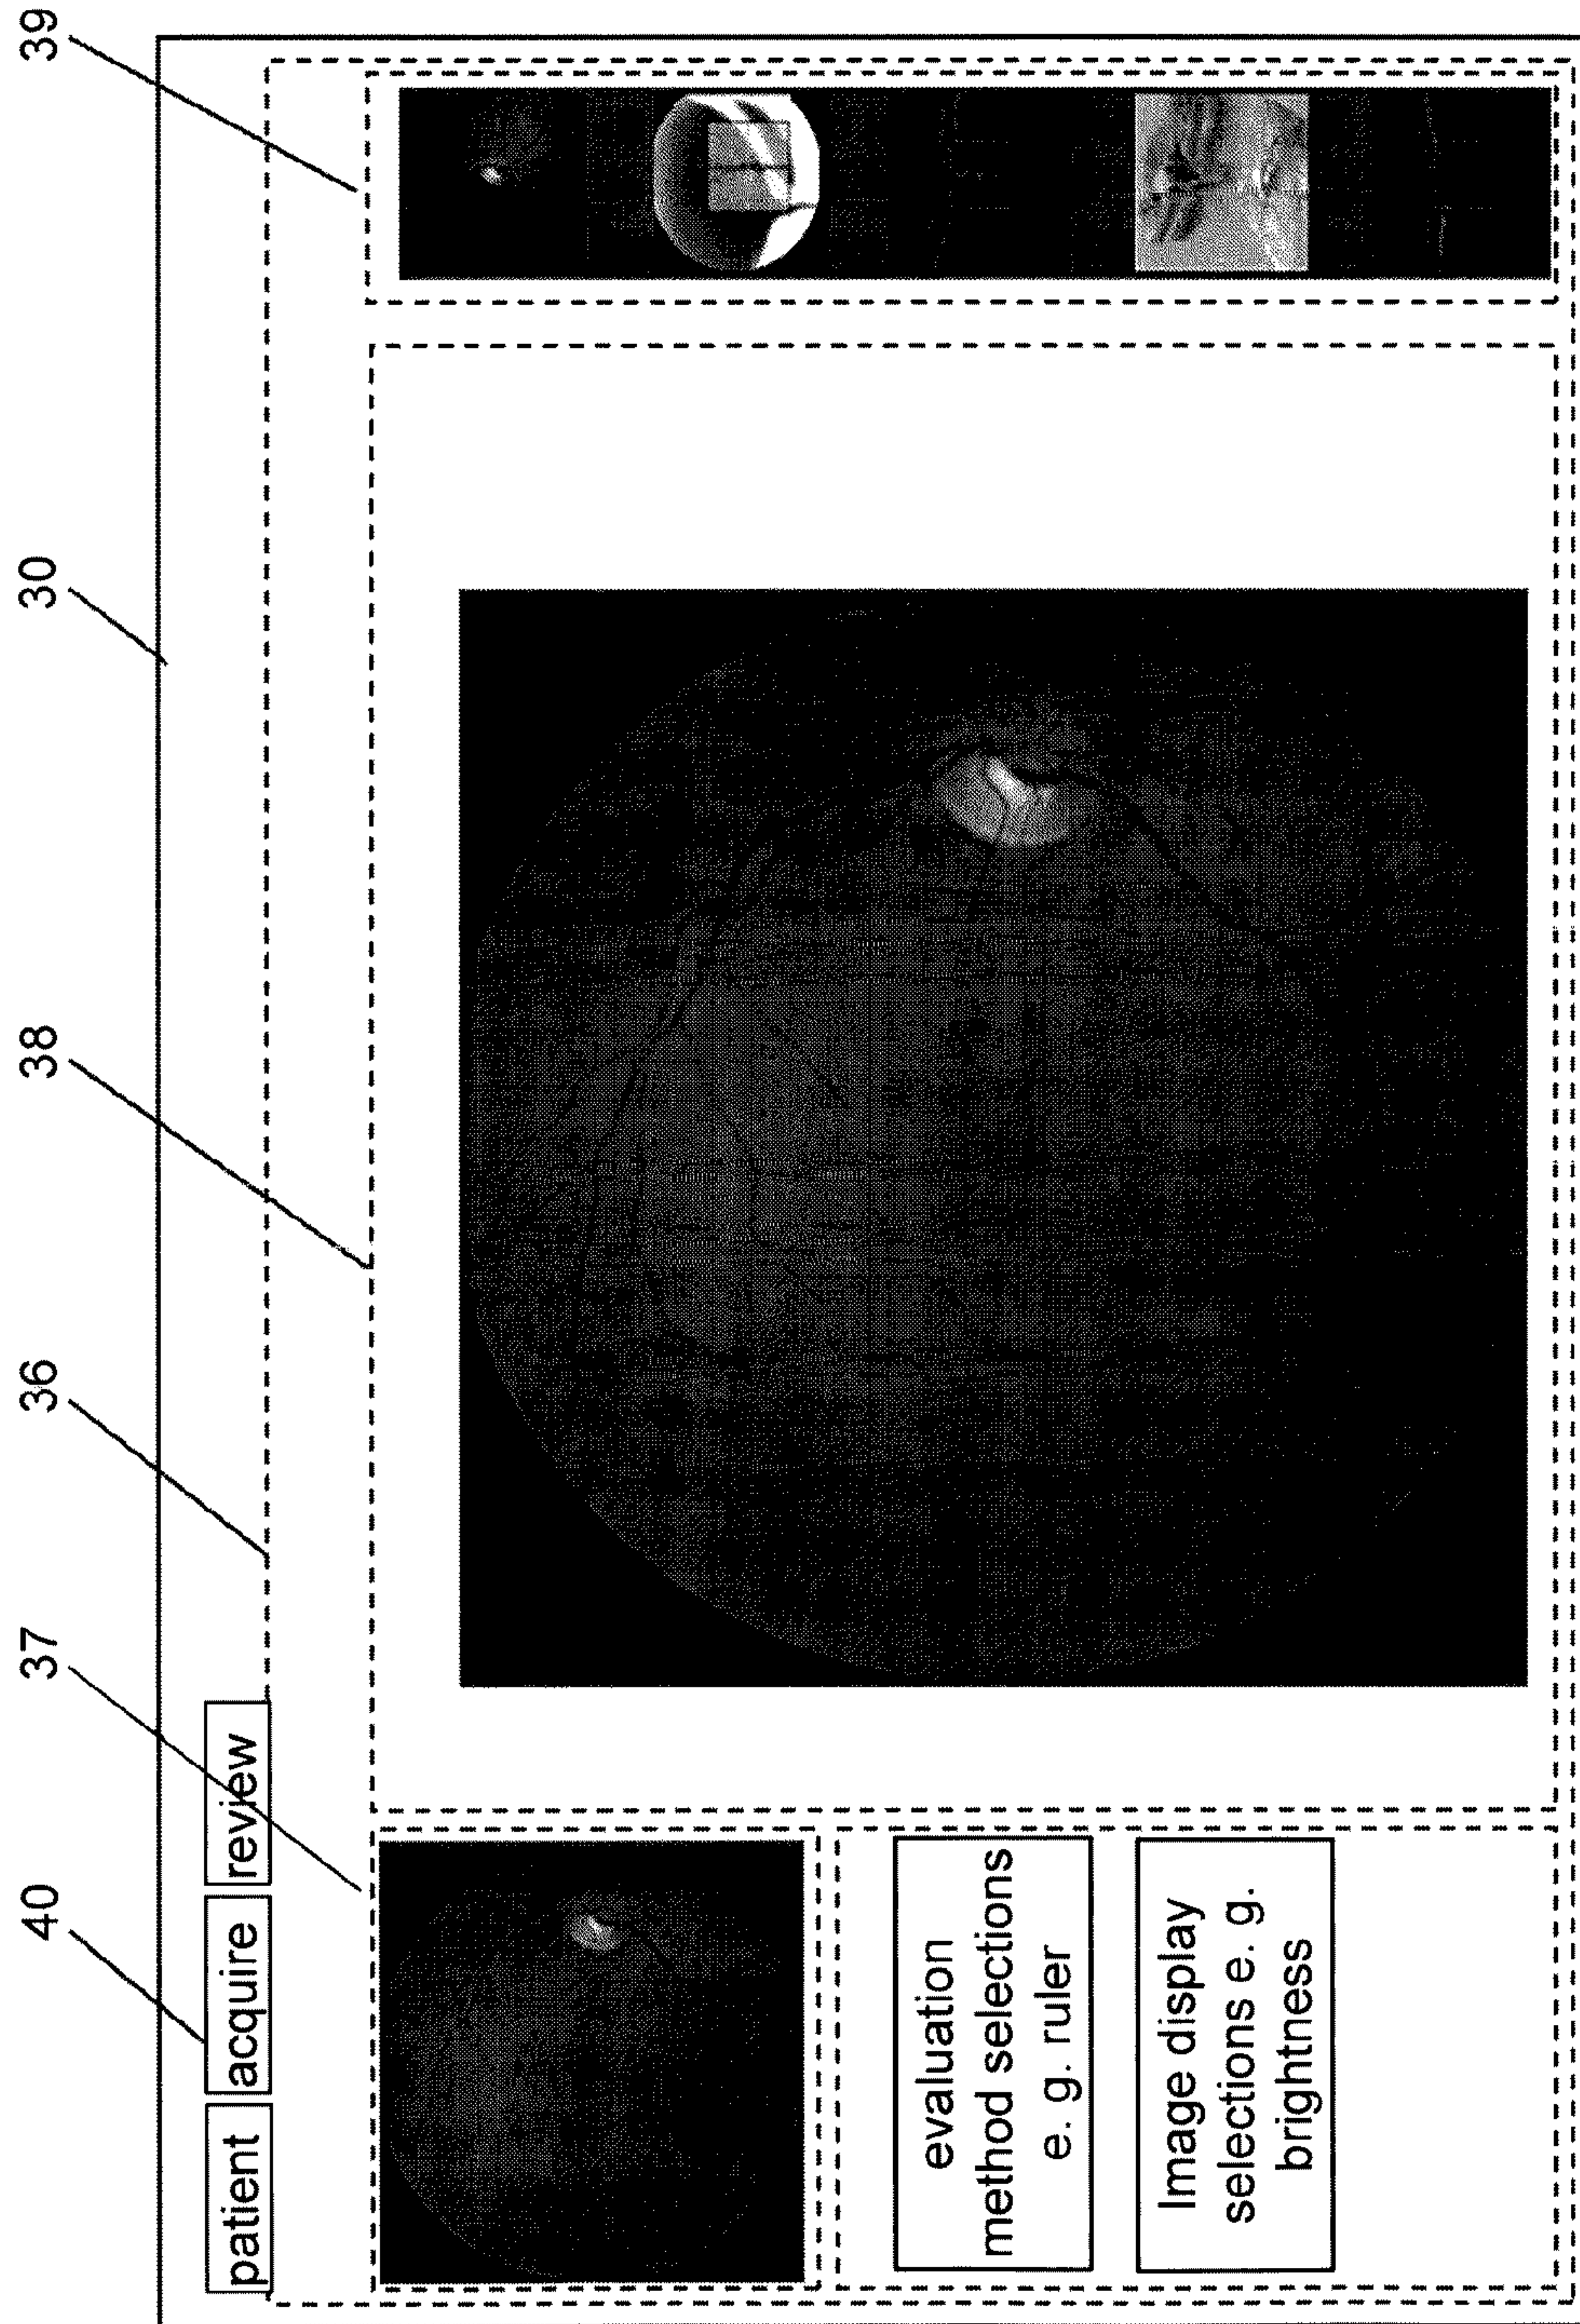 40
37
36
38
30
39
patient
acquire
review
evaluation
method selections
e. g. ruler
Image display
selections e. g.
brightness